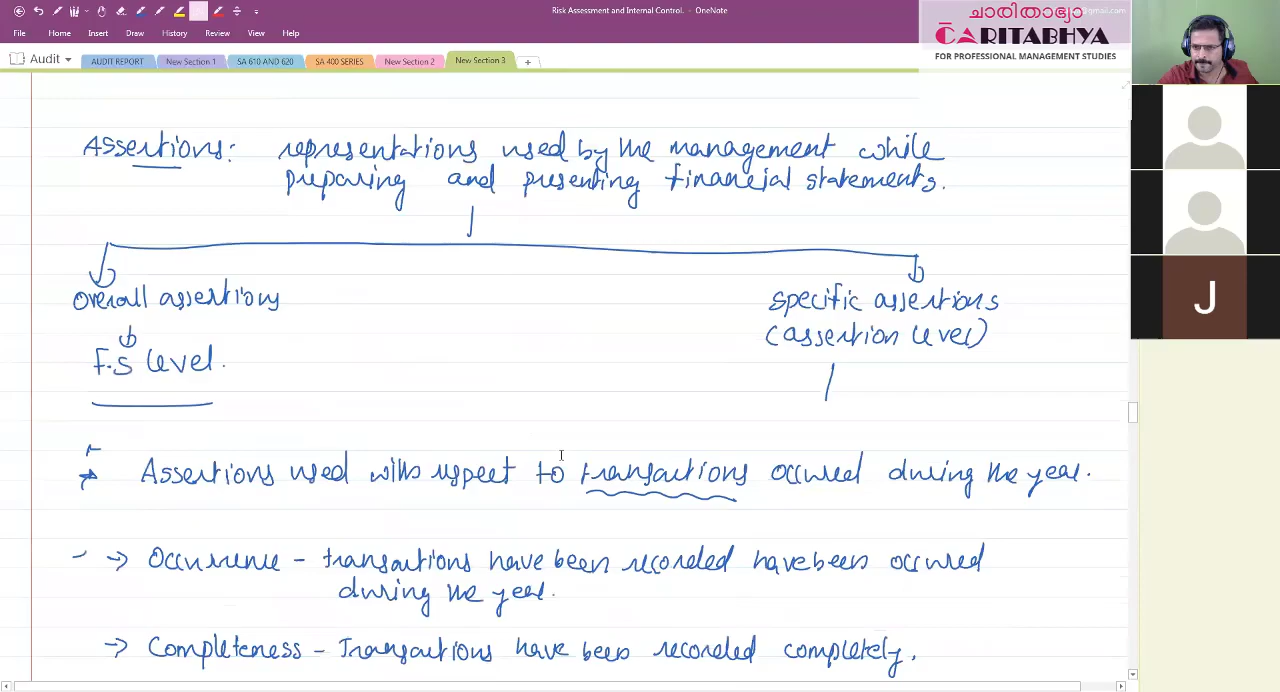 Risk Assessment and Internal Control. - OneNote
@gmail.com
ചാരിതാഭ്യാ
CARITABHYA
FOR PROFESSIONAL MANAGEMENT STUDIES
File Home Insert Draw History Review View Help
Audit AUDIT REPORT New Section 1 SA 610 AND 620 SA 400 SERIES New Section 2 New Section 3 +
Assertions: representations used by the management while
preparing and presenting financial statements.
Overall assertions
specific assertions
(assertion level)
F.S level.
J
Assertions used with respect to transactions occured during the year.
→ Occurrence - transactions have been recorded have been occured
during the year.
→ Completeness - Transactions have been recorded completely.